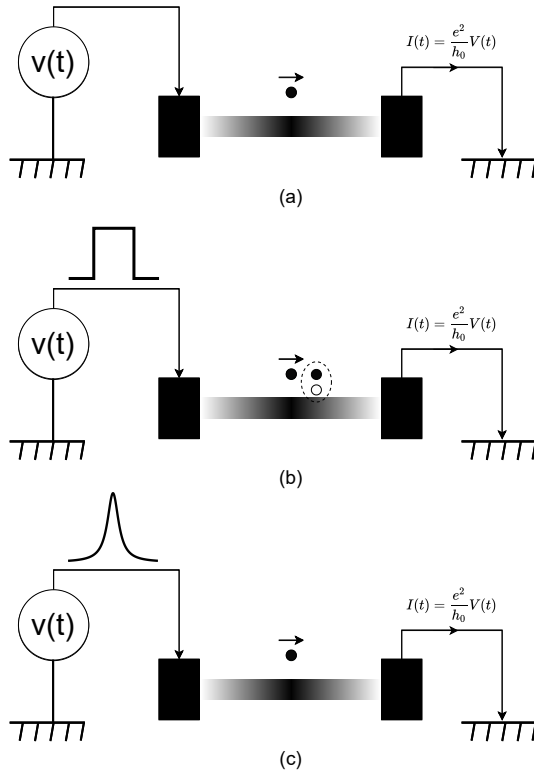 I(t) = \frac{e^2}{h_0} V(t)
v(t)
(a)
I(t) = \frac{e^2}{h_0} V(t)
v(t)
(b)
I(t) = \frac{e^2}{h_0} V(t)
v(t)
(c)